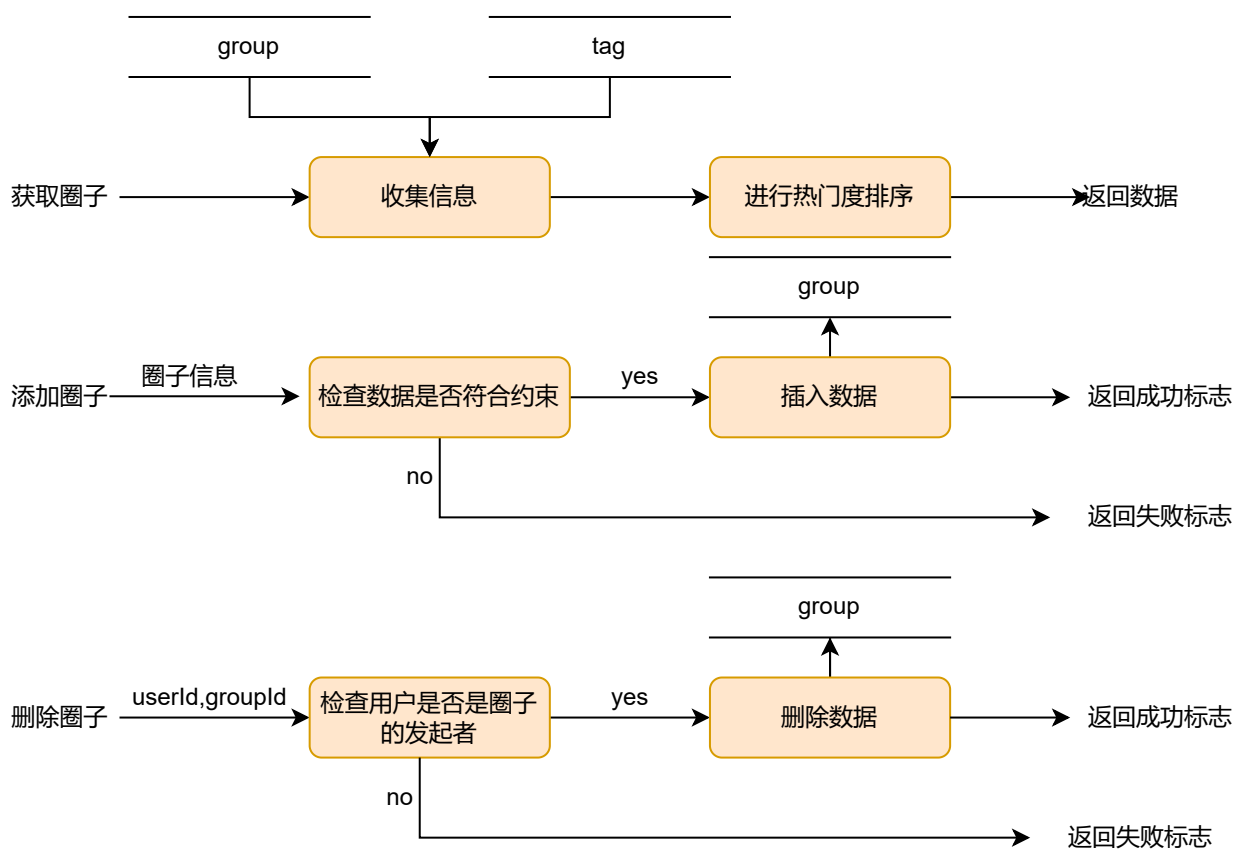 group
tag
获取圈子
收集信息
进行热门度排序
返回数据
group
添加圈子
圈子信息
检查数据是否符合约束
yes
插入数据
返回成功标志
no
返回失败标志
group
删除圈子
userId,groupId
检查用户是否是圈子
的发起者
yes
删除数据
返回成功标志
no
返回失败标志